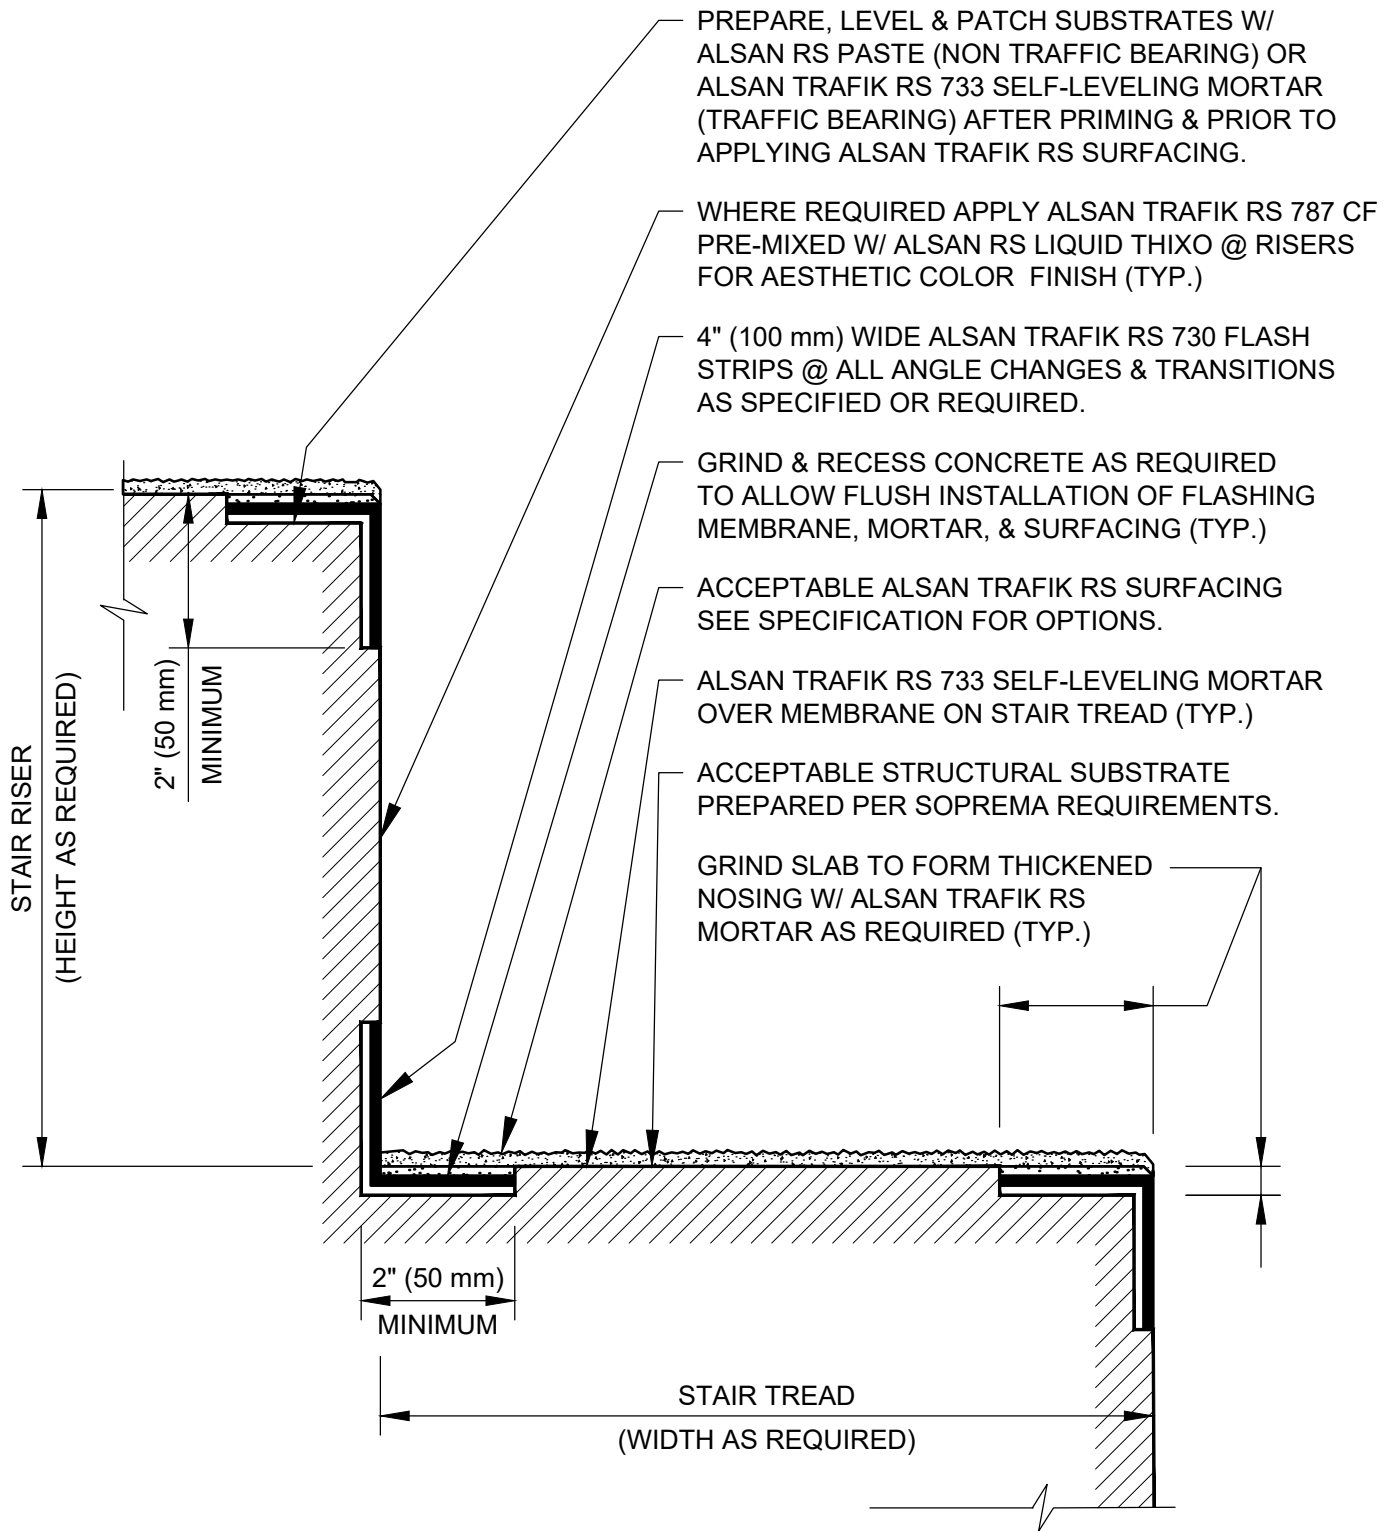 PREPARE, LEVEL & PATCH SUBSTRATES W/
ALSAN RS PASTE (NON TRAFFIC BEARING) OR
ALSAN TRAFIK RS 733 SELF-LEVELING MORTAR
(TRAFFIC BEARING) AFTER PRIMING & PRIOR TO
APPLYING ALSAN TRAFIK RS SURFACING.
WHERE REQUIRED APPLY ALSAN TRAFIK RS 787 CF
PRE-MIXED W/ ALSAN RS LIQUID THIXO @ RISERS
FOR AESTHETIC COLOR FINISH (TYP.)
4" (100 mm) WIDE ALSAN TRAFIK RS 730 FLASH
STRIPS @ ALL ANGLE CHANGES & TRANSITIONS
AS SPECIFIED OR REQUIRED.
GRIND & RECESS CONCRETE AS REQUIRED
TO ALLOW FLUSH INSTALLATION OF FLASHING
MEMBRANE, MORTAR, & SURFACING (TYP.)
ACCEPTABLE ALSAN TRAFIK RS SURFACING
SEE SPECIFICATION FOR OPTIONS.
ALSAN TRAFIK RS 733 SELF-LEVELING MORTAR
OVER MEMBRANE ON STAIR TREAD (TYP.)
ACCEPTABLE STRUCTURAL SUBSTRATE
PREPARED PER SOPREMA REQUIREMENTS.
GRIND SLAB TO FORM THICKENED
NOSING W/ ALSAN TRAFIK RS
MORTAR AS REQUIRED (TYP.)
STAIR RISER
(HEIGHT AS REQUIRED)
2" (50 mm)
MINIMUM
2" (50 mm)
MINIMUM
STAIR TREAD
(WIDTH AS REQUIRED)